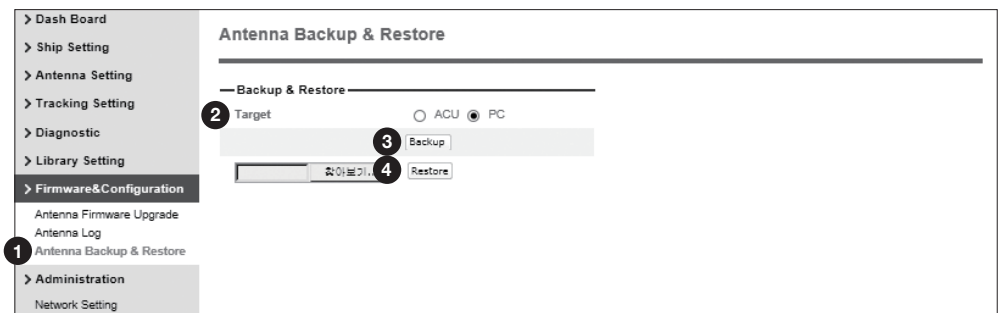 > Dash Board
> Ship Setting
> Antenna Setting
> Tracking Setting
> Diagnostic
> Library Setting
> Firmware&Configuration
Antenna Firmware Upgrade
Antenna Log
1 Antenna Backup & Restore
> Administration
Network Setting
Antenna Backup & Restore
Backup & Restore
2 Target ACU PC
3 Backup
찾아보기... 4 Restore